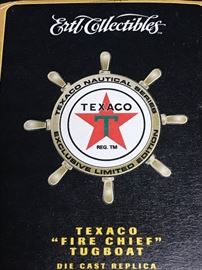 Ertl Collectibles
TEXACO NAUTICAL SERIES
TEXACO
T
REG. TM
EXCLUSIVE LIMITED EDITION
TEXACO
"FIRE CHIEF"
TUGBOAT
DIE CAST REPLICA